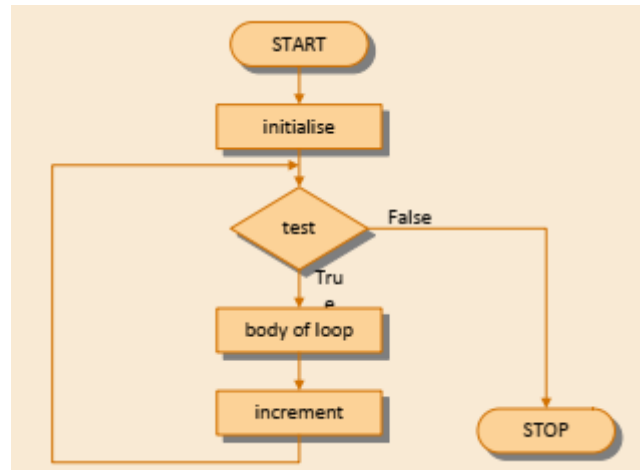 START
initialise
test
False
Tru
e
body of loop
increment
STOP